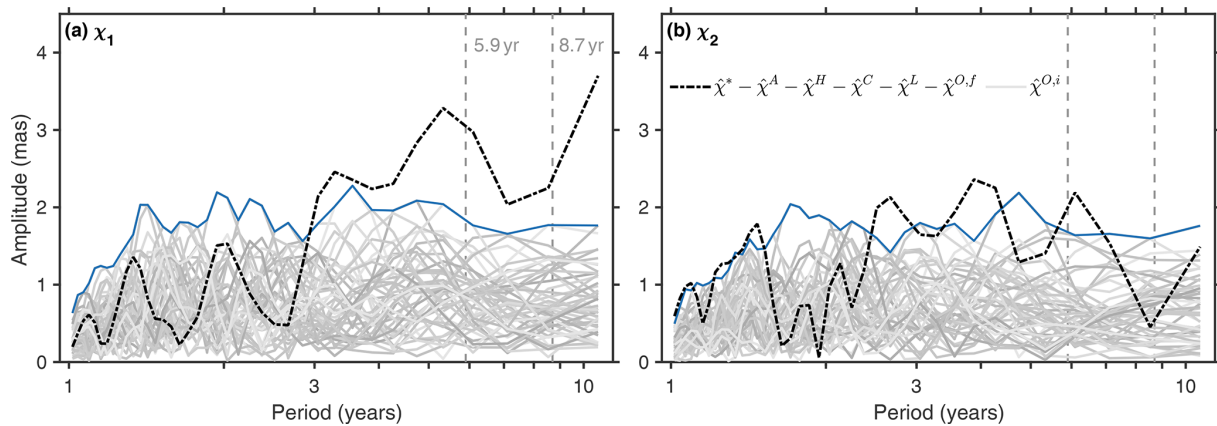 (a) χ₁
5.9 yr
8.7 yr
4
3
2
1
0
1
3
10
Amplitude (mas)
Period (years)
(b) χ₂
χ̂* − χ̂ᴬ − χ̂ᴴ − χ̂ᶜ − χ̂ᴸ − χ̂ᴼ,ᶠ
χ̂ᴼ,ⁱ
4
3
2
1
0
1
3
10
Period (years)